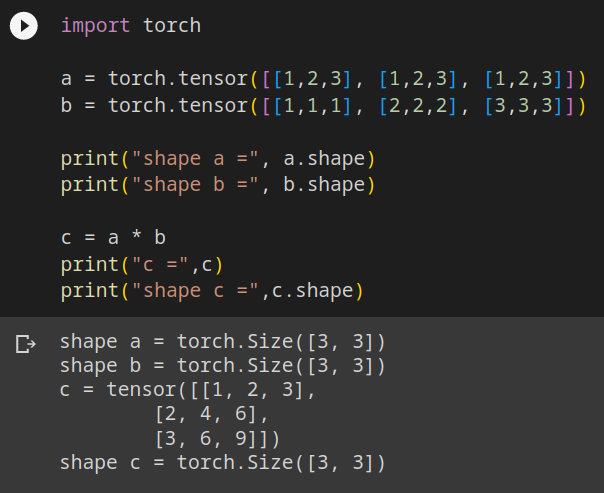 import torch
a = torch.tensor([[1,2,3], [1,2,3], [1,2,3]])
b = torch.tensor([[1,1,1], [2,2,2], [3,3,3]])
print("shape a =", a.shape)
print("shape b =", b.shape)
c = a * b
print("c =",c)
print("shape c =",c.shape)
shape a = torch.Size([3, 3])
shape b = torch.Size([3, 3])
c = tensor([[1, 2, 3],
        [2, 4, 6],
        [3, 6, 9]])
shape c = torch.Size([3, 3])